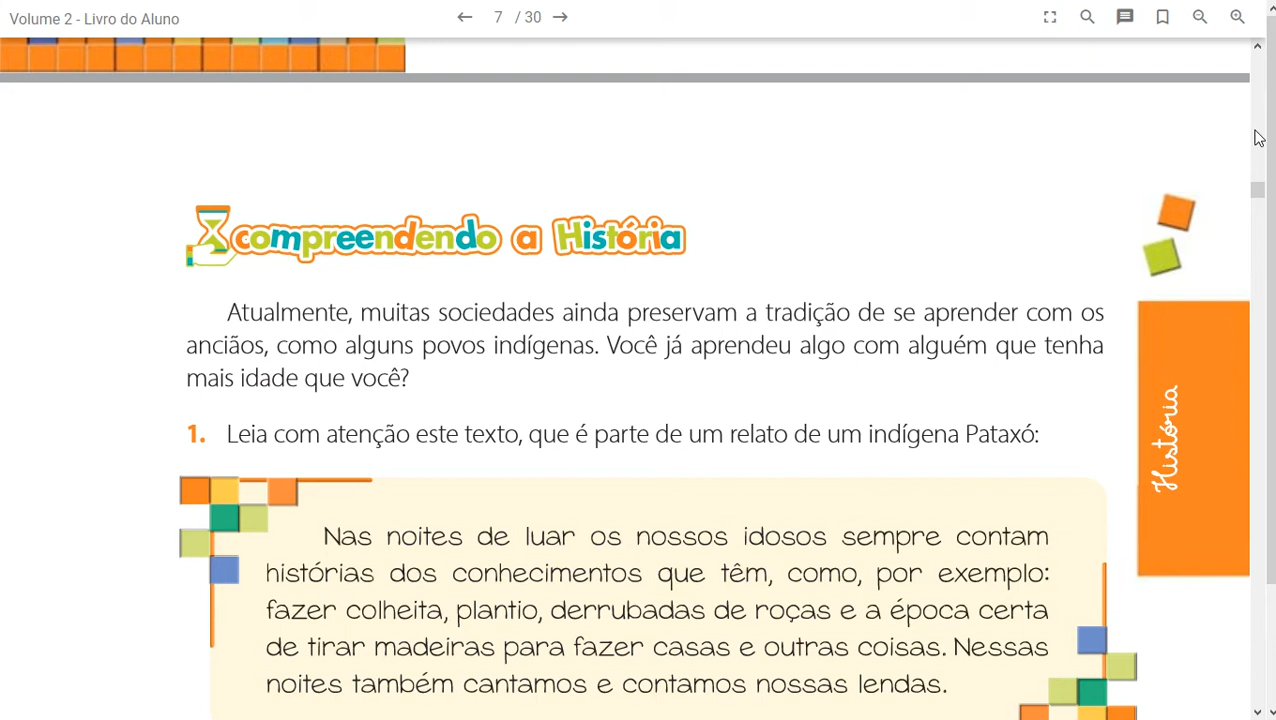 Volume 2 - Livro do Aluno
7 / 30
compreendendo a História
Atualmente, muitas sociedades ainda preservam a tradição de se aprender com os
anciãos, como alguns povos indígenas. Você já aprendeu algo com alguém que tenha
mais idade que você?
1. Leia com atenção este texto, que é parte de um relato de um indígena Pataxó:
História
Nas noites de luar os nossos idosos sempre contam
histórias dos conhecimentos que têm, como, por exemplo:
fazer colheita, plantio, derrubadas de roças e a época certa
de tirar madeiras para fazer casas e outras coisas. Nessas
noites também cantamos e contamos nossas lendas.